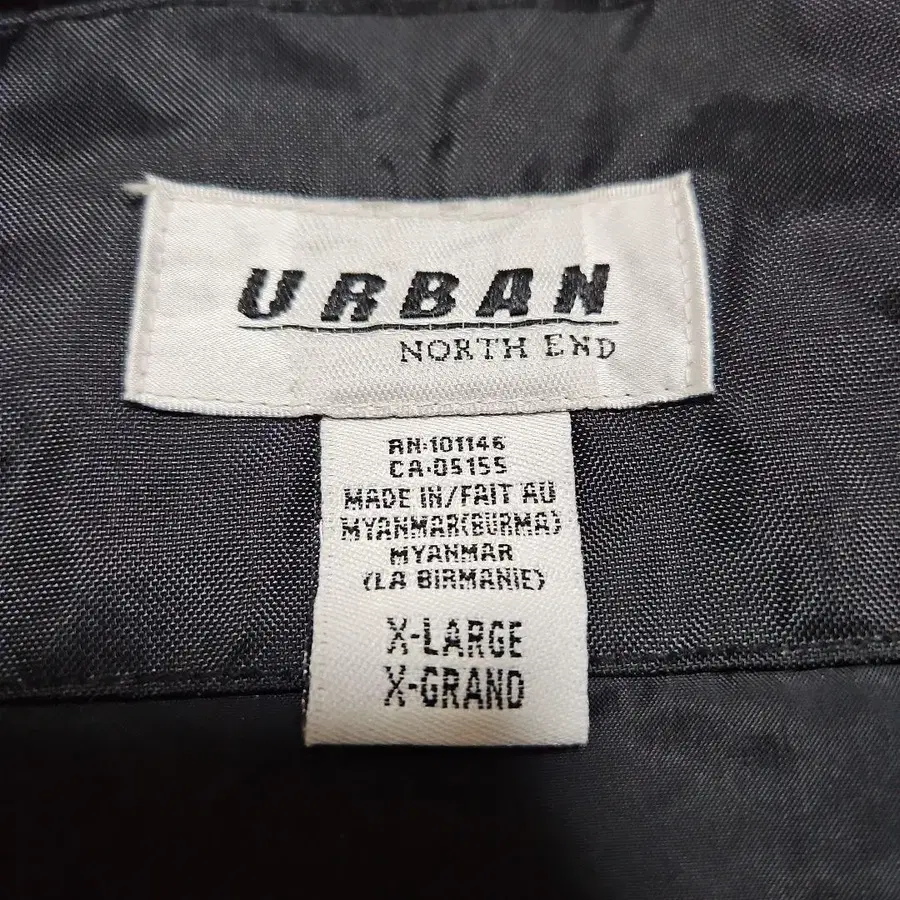 URBAN
NORTH END
RN:101146
CA:05155
MADE IN/FAIT AU
MYANMAR(BURMA)
MYANMAR
(LA BIRMANIE)
X-LARGE
X-GRAND